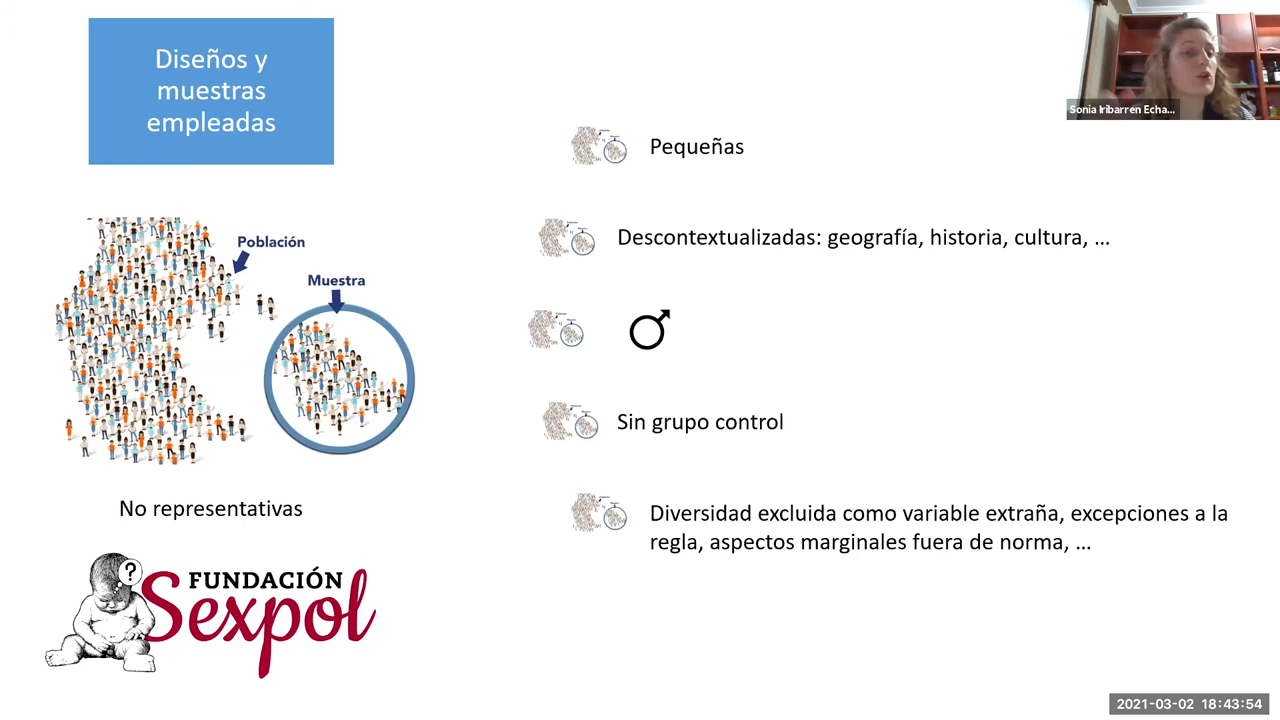 Diseños y
muestras
empleadas
Sonia Iribarren Echa...
Pequeñas
Población
Muestra
Descontextualizadas: geografía, historia, cultura, ...
Sin grupo control
No representativas
Diversidad excluida como variable extraña, excepciones a la
regla, aspectos marginales fuera de norma, ...
?
FUNDACIÓN
Sexpol
2021-03-02 18:43:54